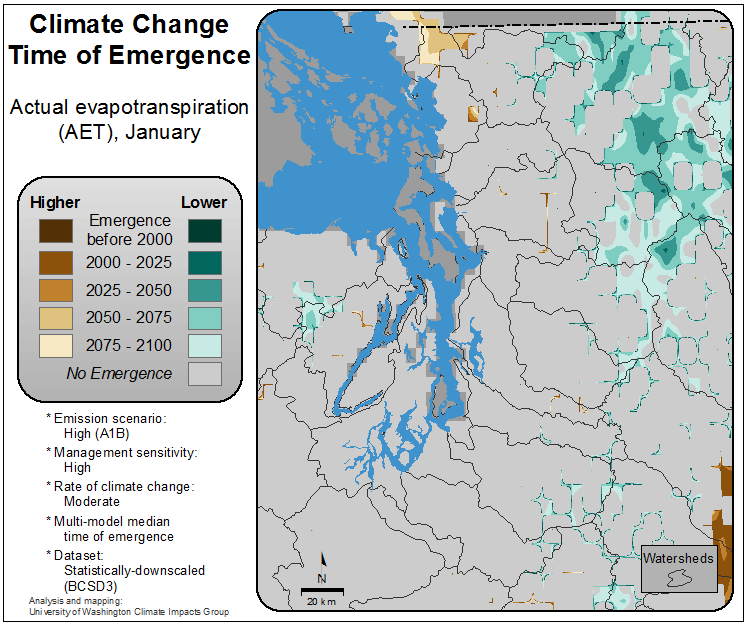 Climate Change
Time of Emergence
Actual evapotranspiration
(AET), January
Higher Lower
Emergence
before 2000
2000 - 2025
2025 - 2050
2050 - 2075
2075 - 2100
No Emergence
* Emission scenario:
High (A1B)
* Management sensitivity:
High
* Rate of climate change:
Moderate
* Multi-model median
time of emergence
* Dataset:
Statistically-downscaled
(BCSD3)
Analysis and mapping:
University of Washington Climate Impacts Group
N
20 km
Watersheds